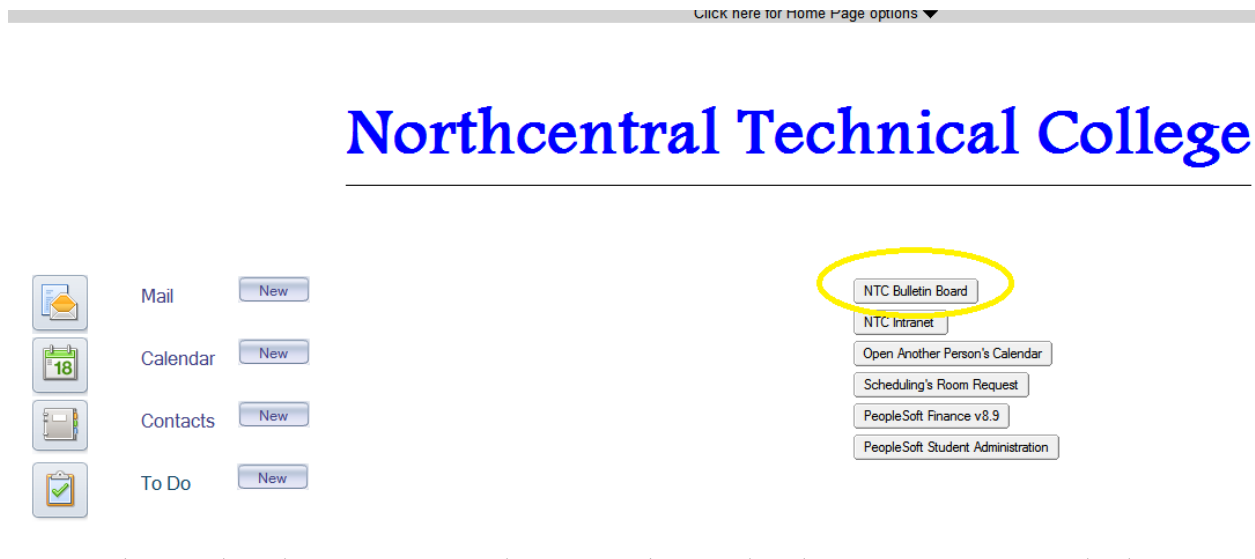 Click here for Home Page options
Northcentral Technical College
Mail New
Calendar New
Contacts New
To Do New
NTC Bulletin Board
NTC Intranet
Open Another Person's Calendar
Scheduling's Room Request
PeopleSoft Finance v8.9
PeopleSoft Student Administration
18